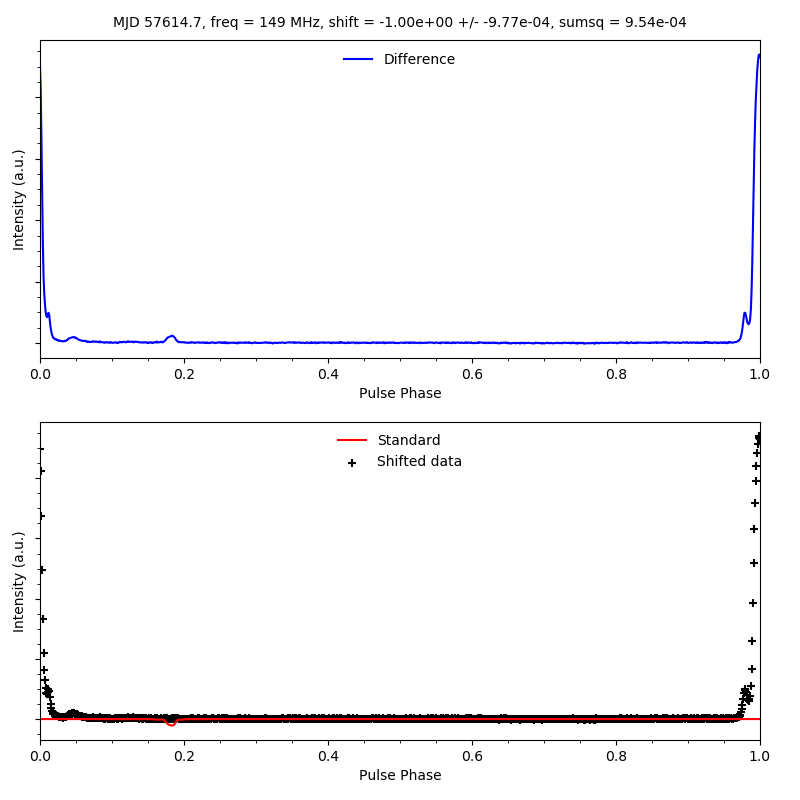 MJD 57614.7, freq = 149 MHz, shift = -1.00e+00 +/- -9.77e-04, sumsq = 9.54e-04
Difference
Intensity (a.u.)
0.0 0.2 0.4 0.6 0.8 1.0
Pulse Phase
Standard
Shifted data
Intensity (a.u.)
0.0 0.2 0.4 0.6 0.8 1.0
Pulse Phase